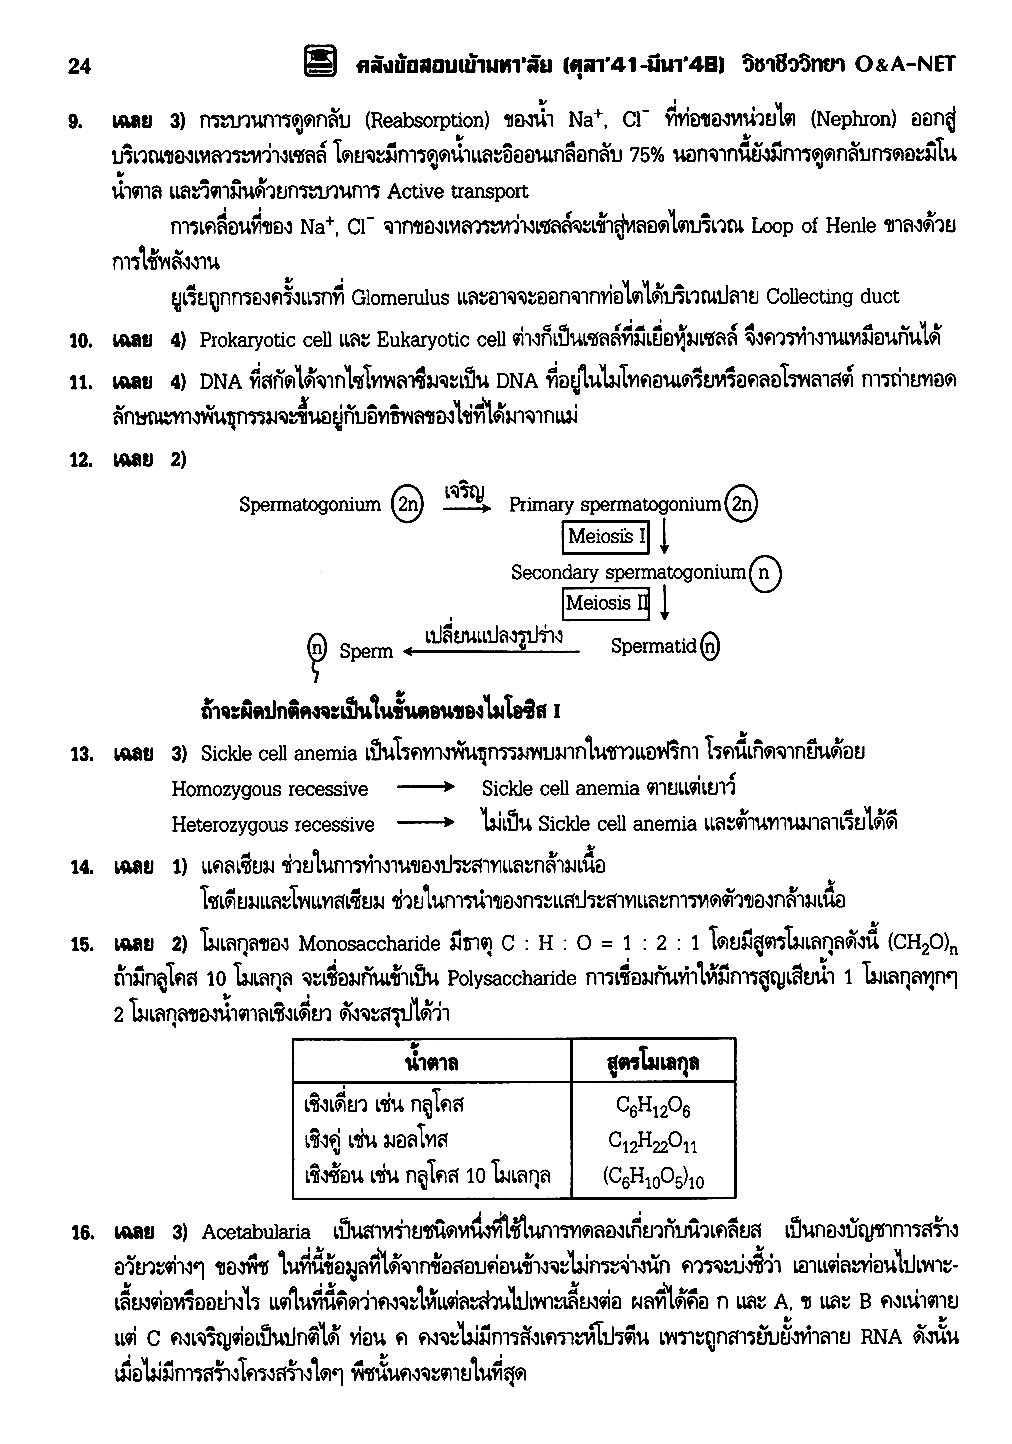 24 คลังข้อสอบเข้ามหา'ลัย (ตุลา'41-มีนา'48) วิชาชีววิทยา O&A-NET
9. เฉลย 3) กระบวนการดูดกลับ (Reabsorption) ของน้ำ Na⁺, Cl⁻ ที่ท่อของหน่วยไต (Nephron) ออกสู่
บริเวณของเหลวระหว่างเซลล์ โดยจะมีการดูดน้ำและอิออนเกลือกลับ 75% นอกจากนี้ยังมีการดูดกลับกรดอะมิโน
น้ำตาล และวิตามินด้วยกระบวนการ Active transport
การเคลื่อนที่ของ Na⁺, Cl⁻ จากของเหลวระหว่างเซลล์จะเข้าสู่หลอดไตบริเวณ Loop of Henle ขาลงด้วย
การใช้พลังงาน
ยูเรียถูกกรองครั้งแรกที่ Glomerulus และอาจจะออกจากท่อไตได้บริเวณปลาย Collecting duct
10. เฉลย 4) Prokaryotic cell และ Eukaryotic cell ต่างก็เป็นเซลล์ที่มีเยื่อหุ้มเซลล์ จึงควรทำงานเหมือนกันได้
11. เฉลย 4) DNA ที่สกัดได้จากไซโทพลาซึมจะเป็น DNA ที่อยู่ในไมโทคอนเดรียหรือคลอโรพลาสต์ การถ่ายทอด
ลักษณะทางพันธุกรรมจะขึ้นอยู่กับอิทธิพลของไข่ที่ได้มาจากแม่
12. เฉลย 2)
Spermatogonium 2n เจริญ Primary spermatogonium 2n
Meiosis I
Secondary spermatogonium n
Meiosis II
n Sperm เปลี่ยนแปลงรูปร่าง Spermatid n
ถ้าจะผิดปกติคงจะเป็นในขั้นตอนของไมโอซิส I
13. เฉลย 3) Sickle cell anemia เป็นโรคทางพันธุกรรมพบมากในชาวแอฟริกา โรคนี้เกิดจากยีนด้อย
Homozygous recessive → Sickle cell anemia ตายแต่เยาว์
Heterozygous recessive → ไม่เป็น Sickle cell anemia และต้านทานมาลาเรียได้ดี
14. เฉลย 1) แคลเซียม ช่วยในการทำงานของประสาทและกล้ามเนื้อ
โซเดียมและโพแทสเซียม ช่วยในการนำของกระแสประสาทและการหดตัวของกล้ามเนื้อ
15. เฉลย 2) โมเลกุลของ Monosaccharide มีธาตุ C : H : O = 1 : 2 : 1 โดยมีสูตรโมเลกุลดังนี้ (CH₂O)ₙ
ถ้ามีกลูโคส 10 โมเลกุล จะเชื่อมกันเข้าเป็น Polysaccharide การเชื่อมกันทำให้มีการสูญเสียน้ำ 1 โมเลกุลทุกๆ
2 โมเลกุลของน้ำตาลเชิงเดี่ยว ดังจะสรุปได้ว่า
น้ำตาล สูตรโมเลกุล
เชิงเดี่ยว เช่น กลูโคส C₆H₁₂O₆
เชิงคู่ เช่น มอลโทส C₁₂H₂₂O₁₁
เชิงซ้อน เช่น กลูโคส 10 โมเลกุล (C₆H₁₀O₅)₁₀
16. เฉลย 3) Acetabularia เป็นสาหร่ายชนิดหนึ่งที่ใช้ในการทดลองเกี่ยวกับนิวเคลียส เป็นกองบัญชาการสร้าง
อวัยวะต่างๆ ของพืช ในที่นี้ข้อมูลที่ได้จากข้อสอบค่อนข้างจะไม่กระจ่างนัก ควรจะบ่งชี้ว่า เอาแต่ละท่อนไปเพาะ-
เลี้ยงต่อหรืออย่างไร แต่ในที่นี้คิดว่าคงจะให้แต่ละส่วนไปเพาะเลี้ยงต่อ ผลที่ได้คือ ก และ A, ข และ B คงเน่าตาย
แต่ C คงเจริญต่อเป็นปกติได้ ท่อน ค คงจะไม่มีการสังเคราะห์โปรตีน เพราะถูกสารยับยั้งทำลาย RNA ดังนั้น
เมื่อไม่มีการสร้างโครงสร้างใดๆ พืชนั้นคงจะตายในที่สุด